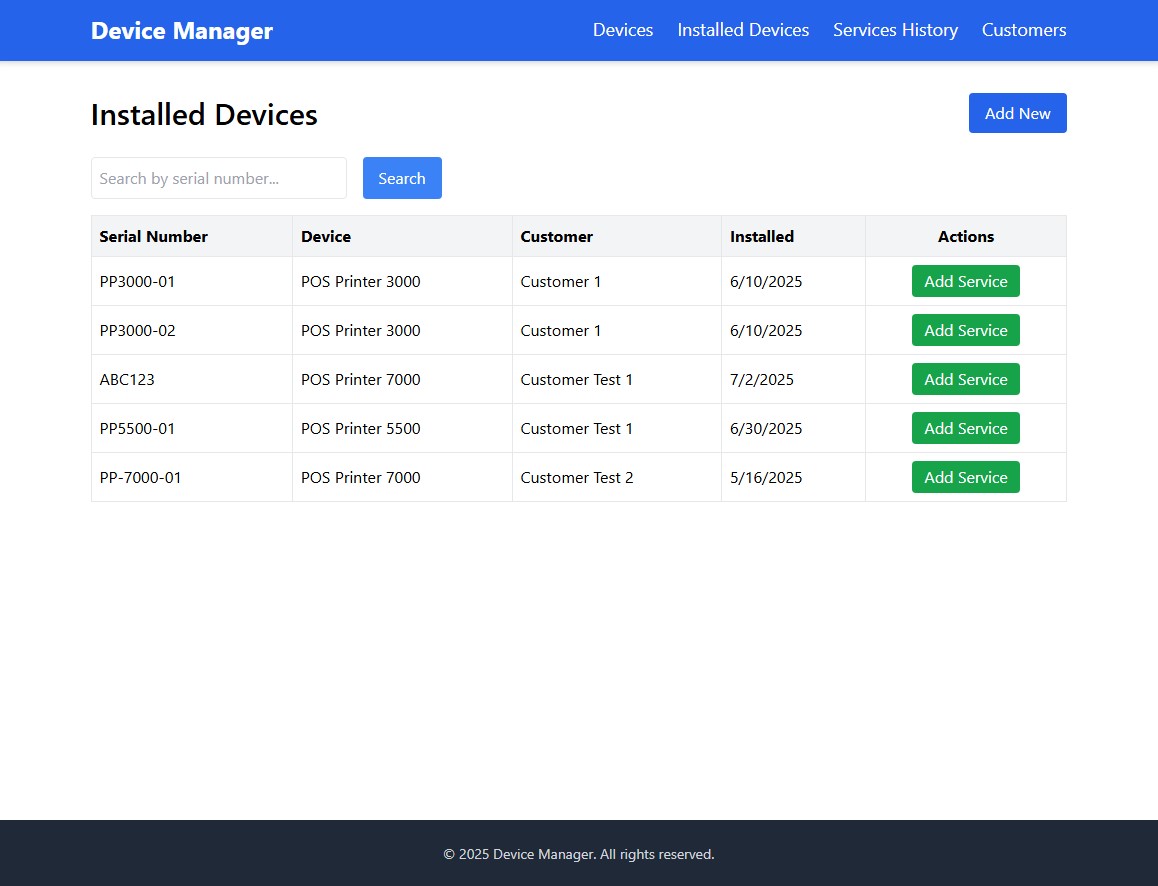 Device Manager Devices Installed Devices Services History Customers
Installed Devices Add New
Search by serial number... Search
Serial Number Device Customer Installed Actions
PP3000-01 POS Printer 3000 Customer 1 6/10/2025 Add Service
PP3000-02 POS Printer 3000 Customer 1 6/10/2025 Add Service
ABC123 POS Printer 7000 Customer Test 1 7/2/2025 Add Service
PP5500-01 POS Printer 5500 Customer Test 1 6/30/2025 Add Service
PP-7000-01 POS Printer 7000 Customer Test 2 5/16/2025 Add Service
© 2025 Device Manager. All rights reserved.